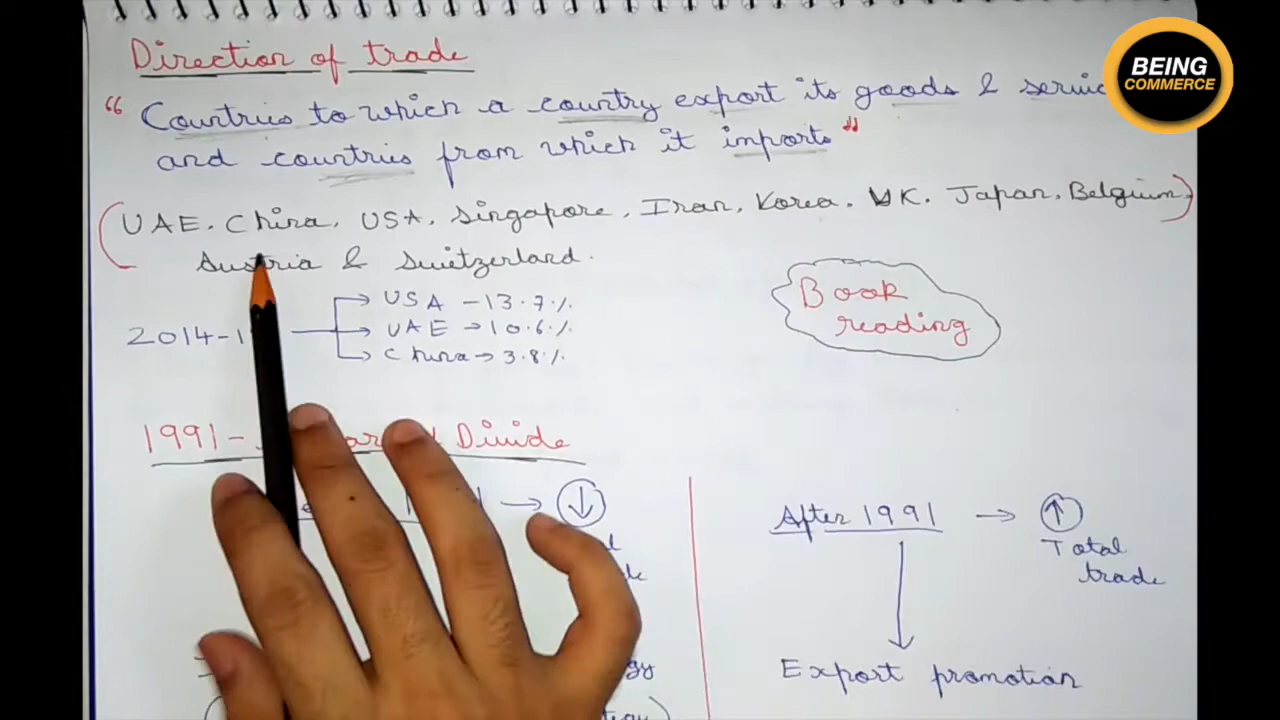 Direction of trade
BEING
COMMERCE
“ Countries to which a country export its goods & servic
and countries from which it imports ”
(UAE, China, USA, Singapore, Iran, Korea, UK, Japan, Belgium)
Austria & Switzerland.
2014-1
USA - 13.7%
UAE → 10.6%
China → 3.8%
Book
reading
1991- Divide
→ ↓
After 1991 → ↑
Total
trade
Export promotion